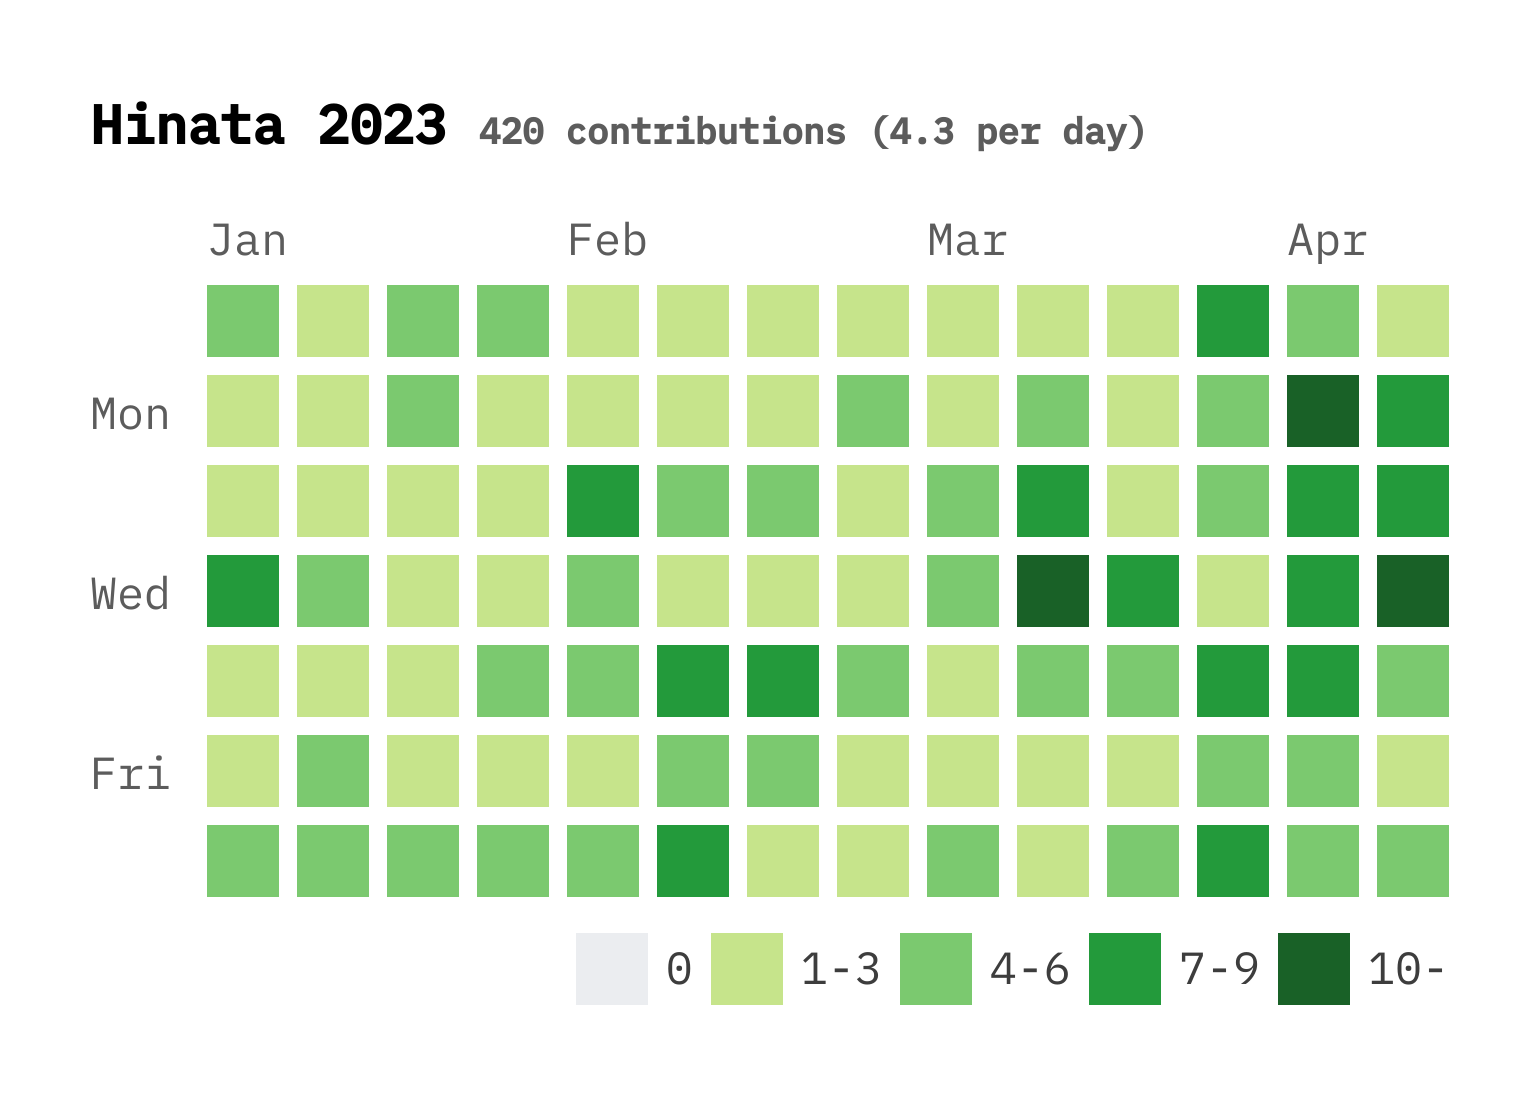 Hinata 2023 420 contributions (4.3 per day)
Jan Feb Mar Apr
Mon
Wed
Fri
0 1-3 4-6 7-9 10-